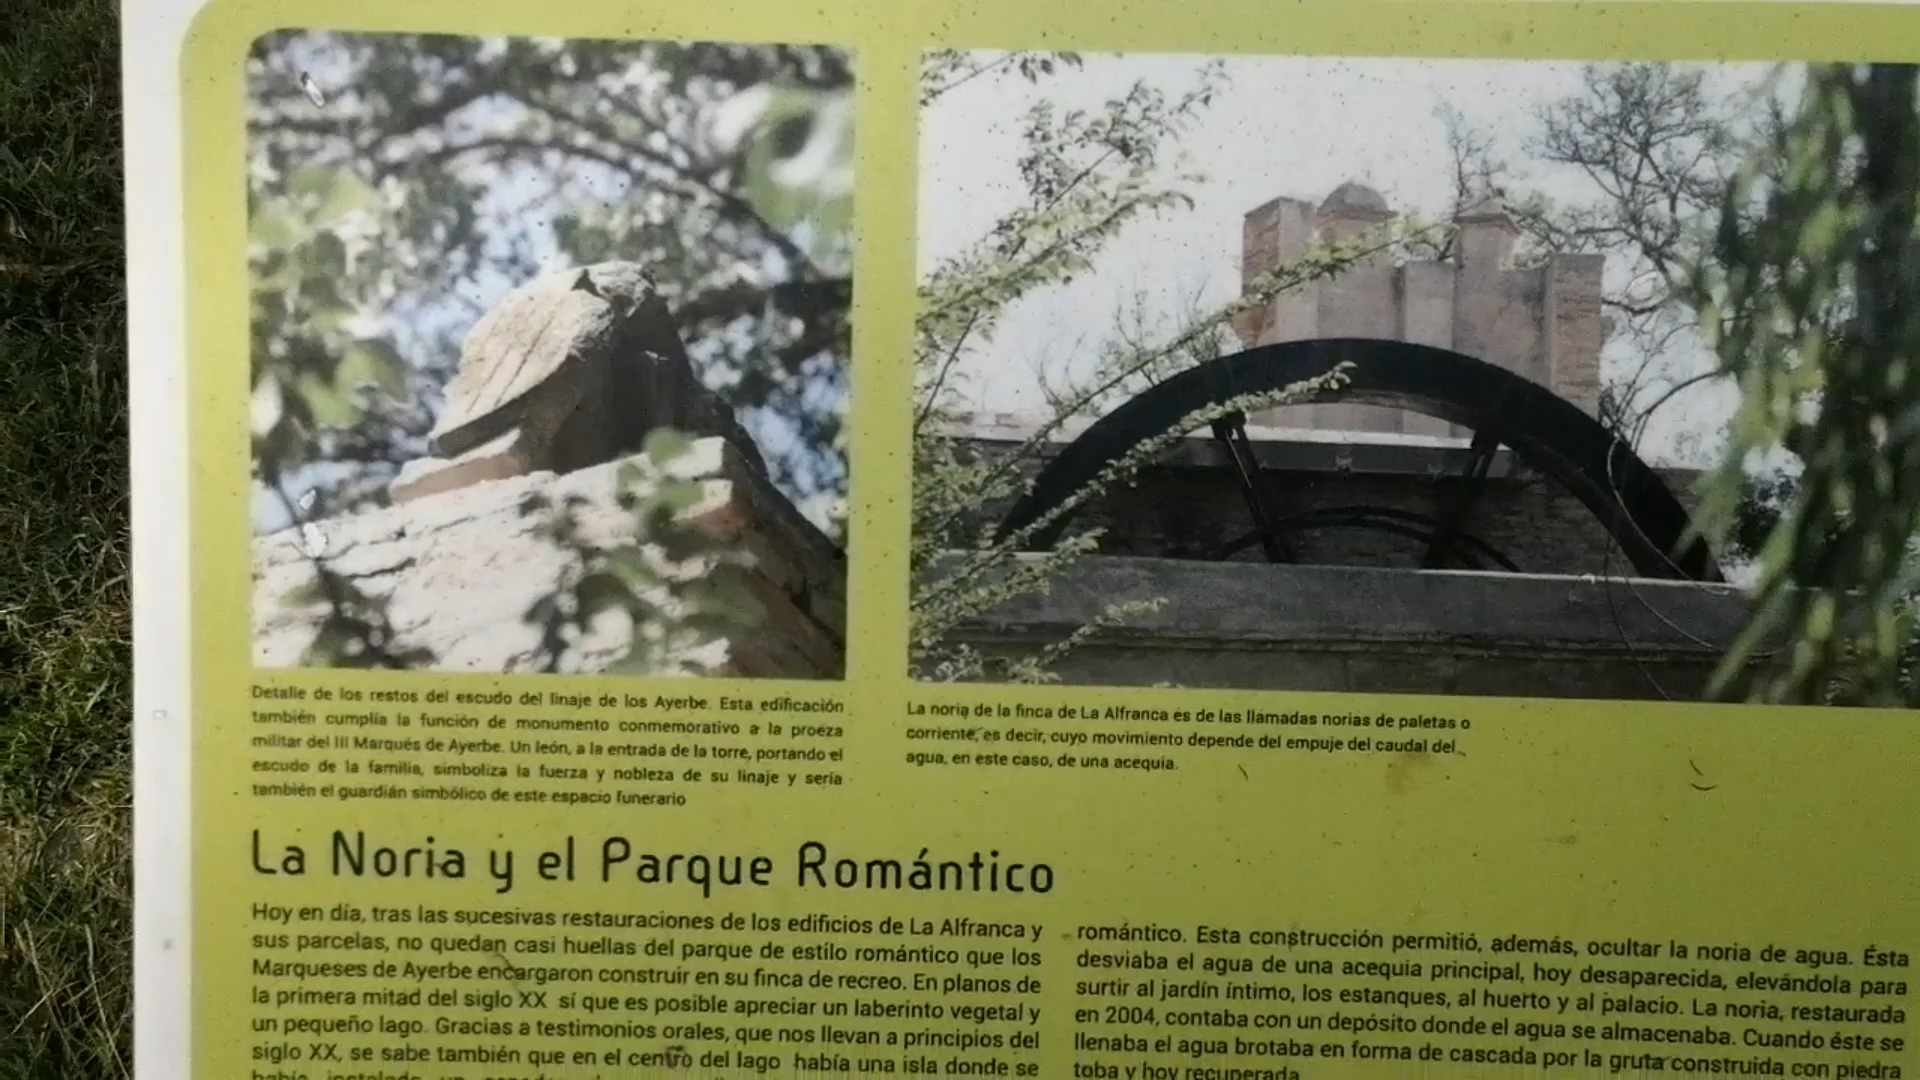 Detalle de los restos del escudo del linaje de los Ayerbe. Esta edificación
también cumplía la función de monumento conmemorativo a la proeza
militar del III Marqués de Ayerbe. Un león, a la entrada de la torre, portando el
escudo de la familia, simboliza la fuerza y nobleza de su linaje y sería
también el guardián simbólico de este espacio funerario
La noria de la finca de La Alfranca es de las llamadas norias de paletas o
corriente, es decir, cuyo movimiento depende del empuje del caudal del
agua, en este caso, de una acequia.
La Noria y el Parque Romántico
Hoy en día, tras las sucesivas restauraciones de los edificios de La Alfranca y
sus parcelas, no quedan casi huellas del parque de estilo romántico que los
Marqueses de Ayerbe encargaron construir en su finca de recreo. En planos de
la primera mitad del siglo XX sí que es posible apreciar un laberinto vegetal y
un pequeño lago. Gracias a testimonios orales, que nos llevan a principios del
siglo XX, se sabe también que en el centro del lago había una isla donde se
había instalado un
romántico. Esta construcción permitió, además, ocultar la noria de agua. Ésta
desviaba el agua de una acequia principal, hoy desaparecida, elevándola para
surtir al jardín íntimo, los estanques, al huerto y al palacio. La noria, restaurada
en 2004, contaba con un depósito donde el agua se almacenaba. Cuando éste se
llenaba el agua brotaba en forma de cascada por la gruta construida con piedra
toba y hoy recuperada.